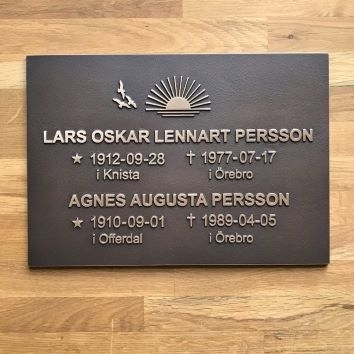 LARS OSKAR LENNART PERSSON
★ 1912-09-28 † 1977-07-17
i Knista i Örebro
AGNES AUGUSTA PERSSON
★ 1910-09-01 † 1989-04-05
i Offerdal i Örebro